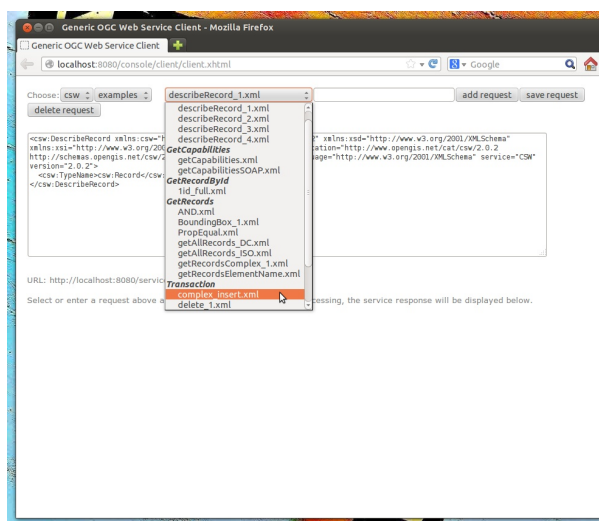 Generic OGC Web Service Client - Mozilla Firefox
Generic OGC Web Service Client
localhost:8080/console/client/client.xhtml
Google
Choose: csw examples describeRecord_1.xml add request save request
delete request
describeRecord_1.xml
describeRecord_2.xml
describeRecord_3.xml
describeRecord_4.xml
GetCapabilities
getCapabilities.xml
getCapabilitiesSOAP.xml
GetRecordById
1id_full.xml
GetRecords
AND.xml
BoundingBox_1.xml
PropEqual.xml
getAllRecords_DC.xml
getAllRecords_ISO.xml
getRecordsComplex_1.xml
getRecordsElementName.xml
Transaction
complex_insert.xml
delete_1.xml
<csw:DescribeRecord xmlns:csw="h 2" xmlns:xsd="http://www.w3.org/2001/XMLSchema"
xmlns:xsi="http://www.w3.org/200 cation="http://www.opengis.net/cat/csw/2.0.2
http://schemas.opengis.net/csw/2 uage="http://www.w3.org/2001/XMLSchema" service="CSW"
version="2.0.2">
<csw:TypeName>csw:Record</csw:
</csw:DescribeRecord>
URL: http://localhost:8080/servic
Select or enter a request above a cessing, the service response will be displayed below.